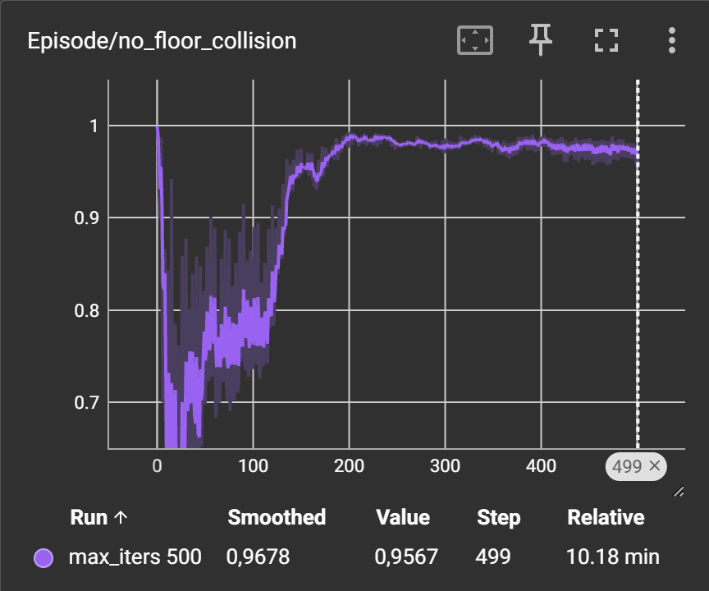 Episode/no_floor_collision
1
0.9
0.8
0.7
0 100 200 300 400 499 ×
Run ↑ Smoothed Value Step Relative
max_iters 500 0,9678 0,9567 499 10.18 min